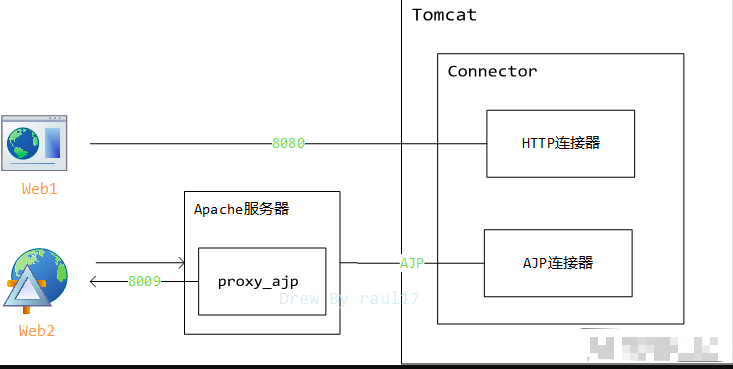 Tomcat
Connector
8080
HTTP连接器
Web1
Apache服务器
proxy_ajp
8009
AJP
AJP连接器
Drew By raul17
Web2